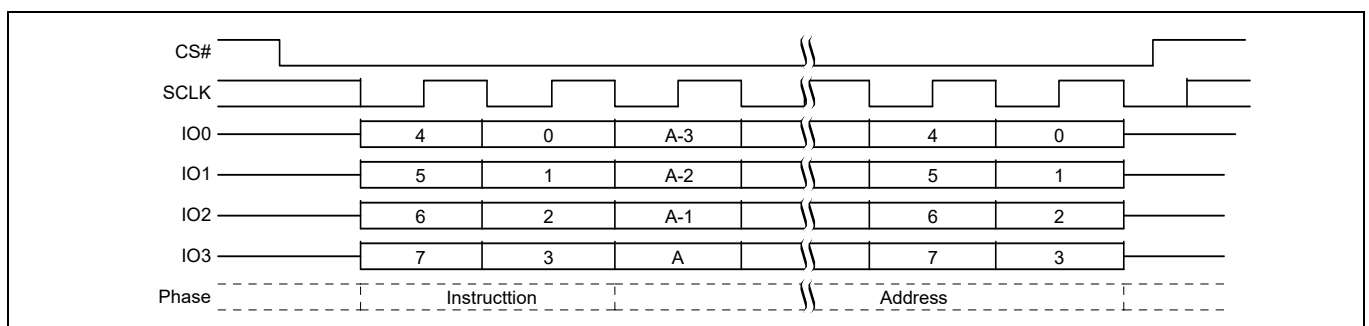 CS#
SCLK
IO0 4 0 A-3 4 0
IO1 5 1 A-2 5 1
IO2 6 2 A-1 6 2
IO3 7 3 A 7 3
Phase Instructtion Address